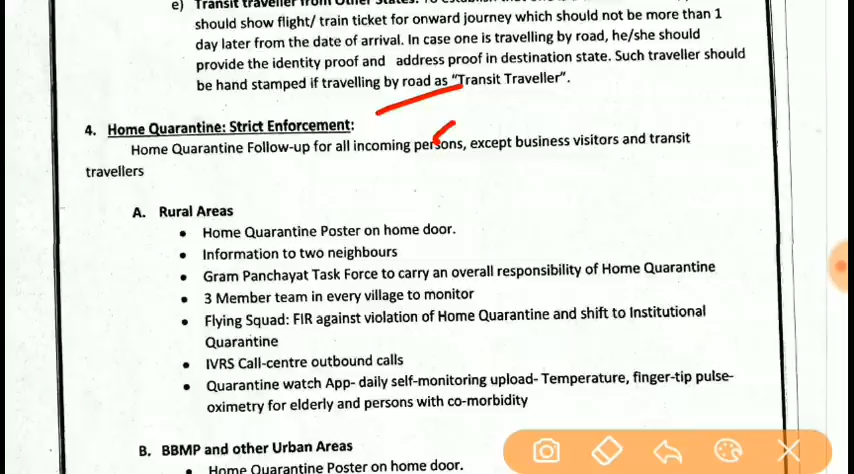 e) Transit traveller from Other States:
should show flight/ train ticket for onward journey which should not be more than 1
day later from the date of arrival. In case one is travelling by road, he/she should
provide the identity proof and address proof in destination state. Such traveller should
be hand stamped if travelling by road as “Transit Traveller”.
4. Home Quarantine: Strict Enforcement:
Home Quarantine Follow-up for all incoming persons, except business visitors and transit
travellers
A. Rural Areas
• Home Quarantine Poster on home door.
• Information to two neighbours
• Gram Panchayat Task Force to carry an overall responsibility of Home Quarantine
• 3 Member team in every village to monitor
• Flying Squad: FIR against violation of Home Quarantine and shift to Institutional
Quarantine
• IVRS Call-centre outbound calls
• Quarantine watch App- daily self-monitoring upload- Temperature, finger-tip pulse-
oximetry for elderly and persons with co-morbidity
B. BBMP and other Urban Areas
• Home Quarantine Poster on home door.